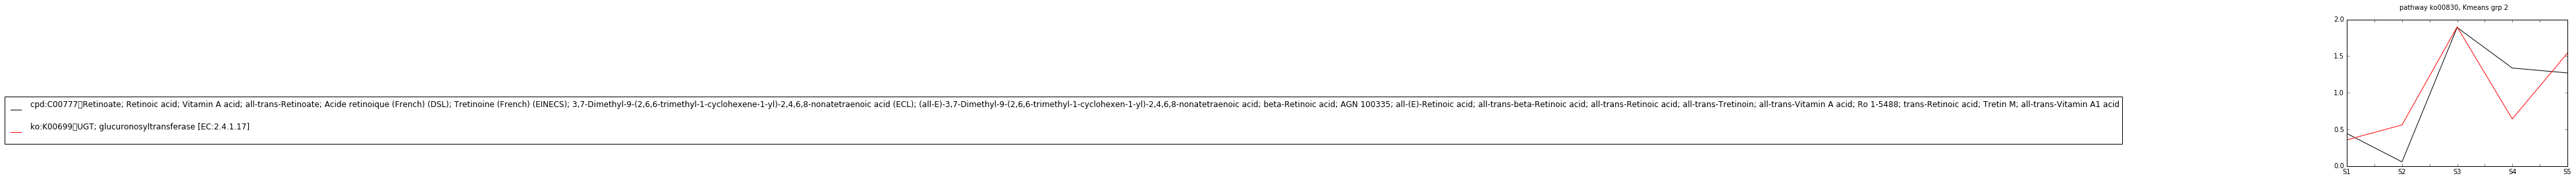 pathway ko00830, Kmeans grp 2
2.0
1.5
1.0
0.5
0.0
S1 S2 S3 S4 S5
cpd:C00777▯Retinoate; Retinoic acid; Vitamin A acid; all-trans-Retinoate; Acide retinoique (French) (DSL); Tretinoine (French) (EINECS); 3,7-Dimethyl-9-(2,6,6-trimethyl-1-cyclohexene-1-yl)-2,4,6,8-nonatetraenoic acid (ECL); (all-E)-3,7-Dimethyl-9-(2,6,6-trimethyl-1-cyclohexen-1-yl)-2,4,6,8-nonatetraenoic acid; beta-Retinoic acid; AGN 100335; all-(E)-Retinoic acid; all-trans-beta-Retinoic acid; all-trans-Retinoic acid; all-trans-Tretinoin; all-trans-Vitamin A acid; Ro 1-5488; trans-Retinoic acid; Tretin M; all-trans-Vitamin A1 acid
ko:K00699▯UGT; glucuronosyltransferase [EC:2.4.1.17]